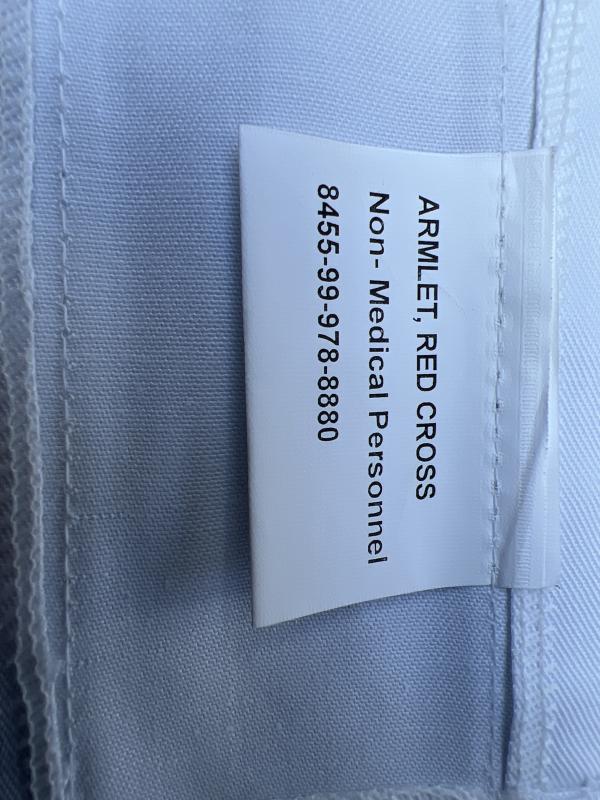 ARMLET, RED CROSS
Non- Medical Personnel
8455-99-978-8880